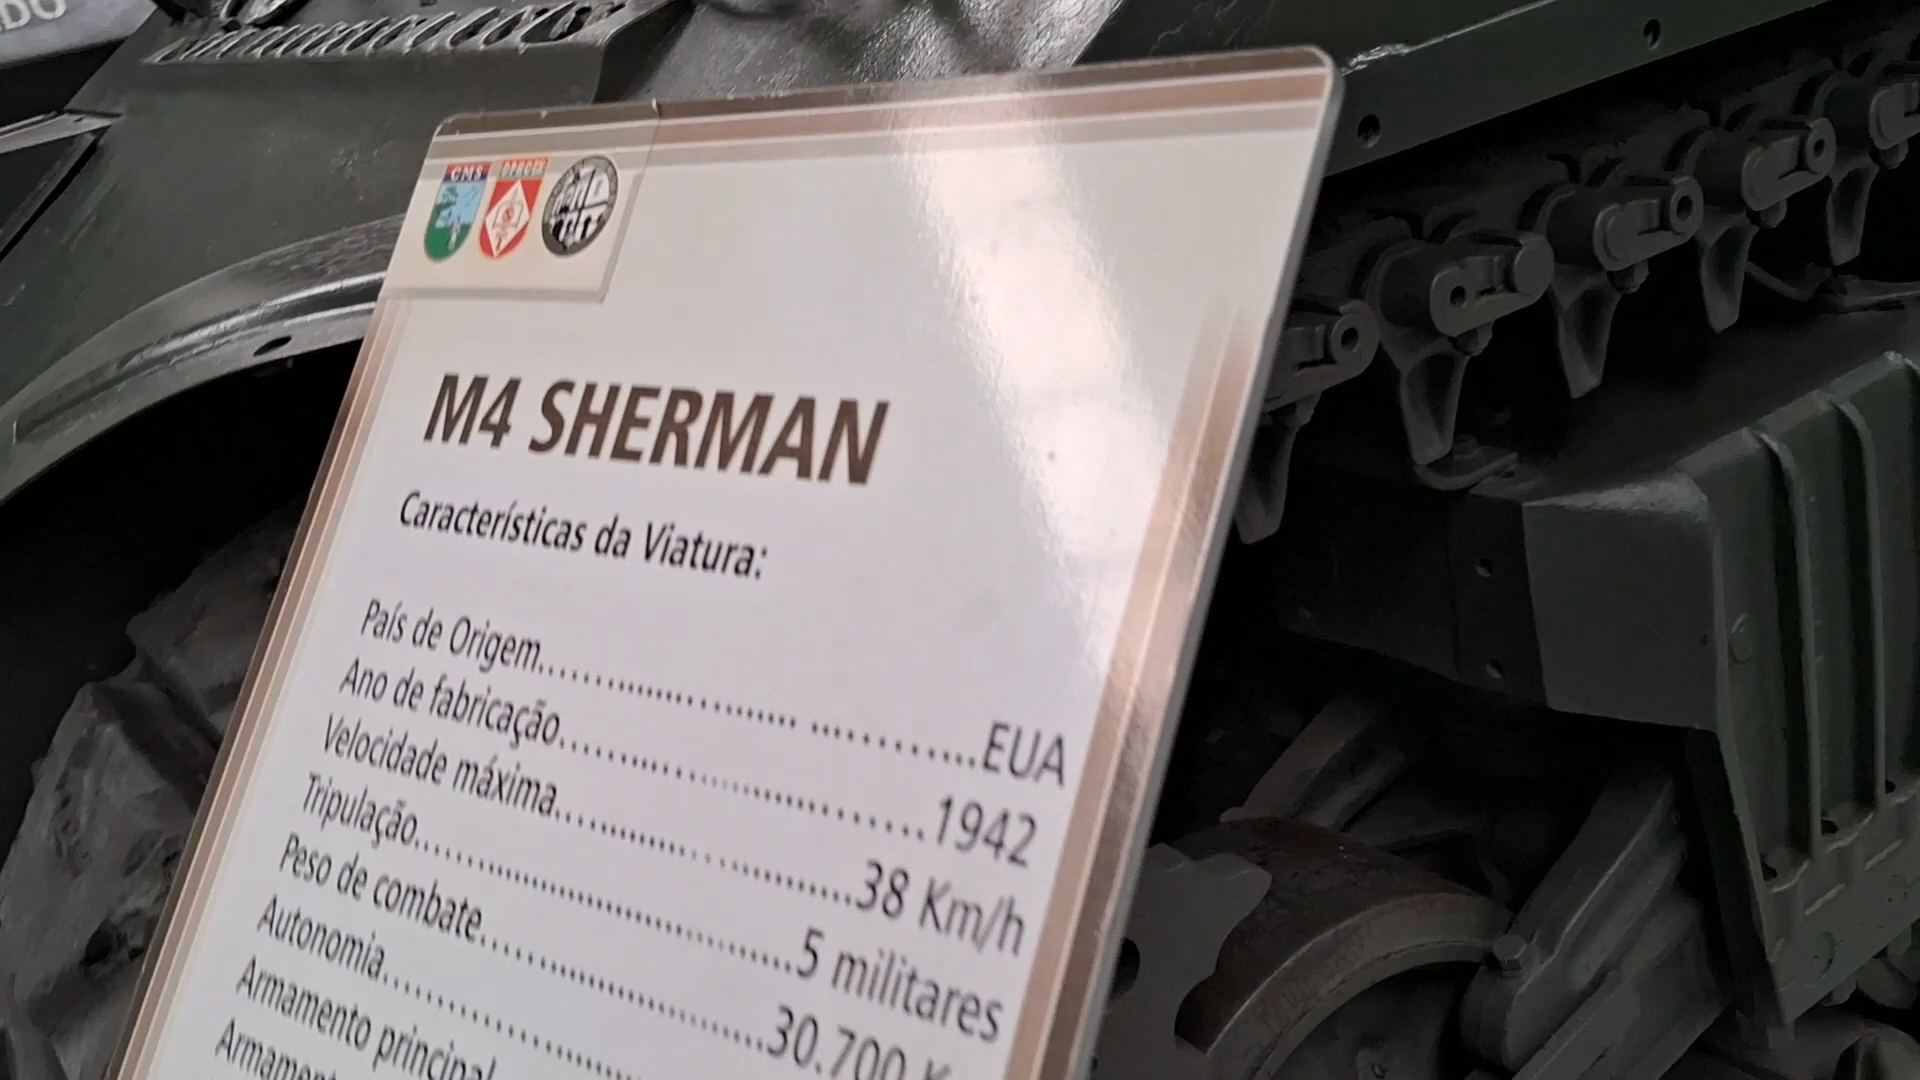 CMS
M4 SHERMAN
Características da Viatura:
País de Origem.......................... ..............EUA
Ano de fabricação........................................1942
Velocidade máxima........................................38 Km/h
Tripulação........................................5 militares
Peso de combate........................................30.700
Autonomia........................................
Armamento principal